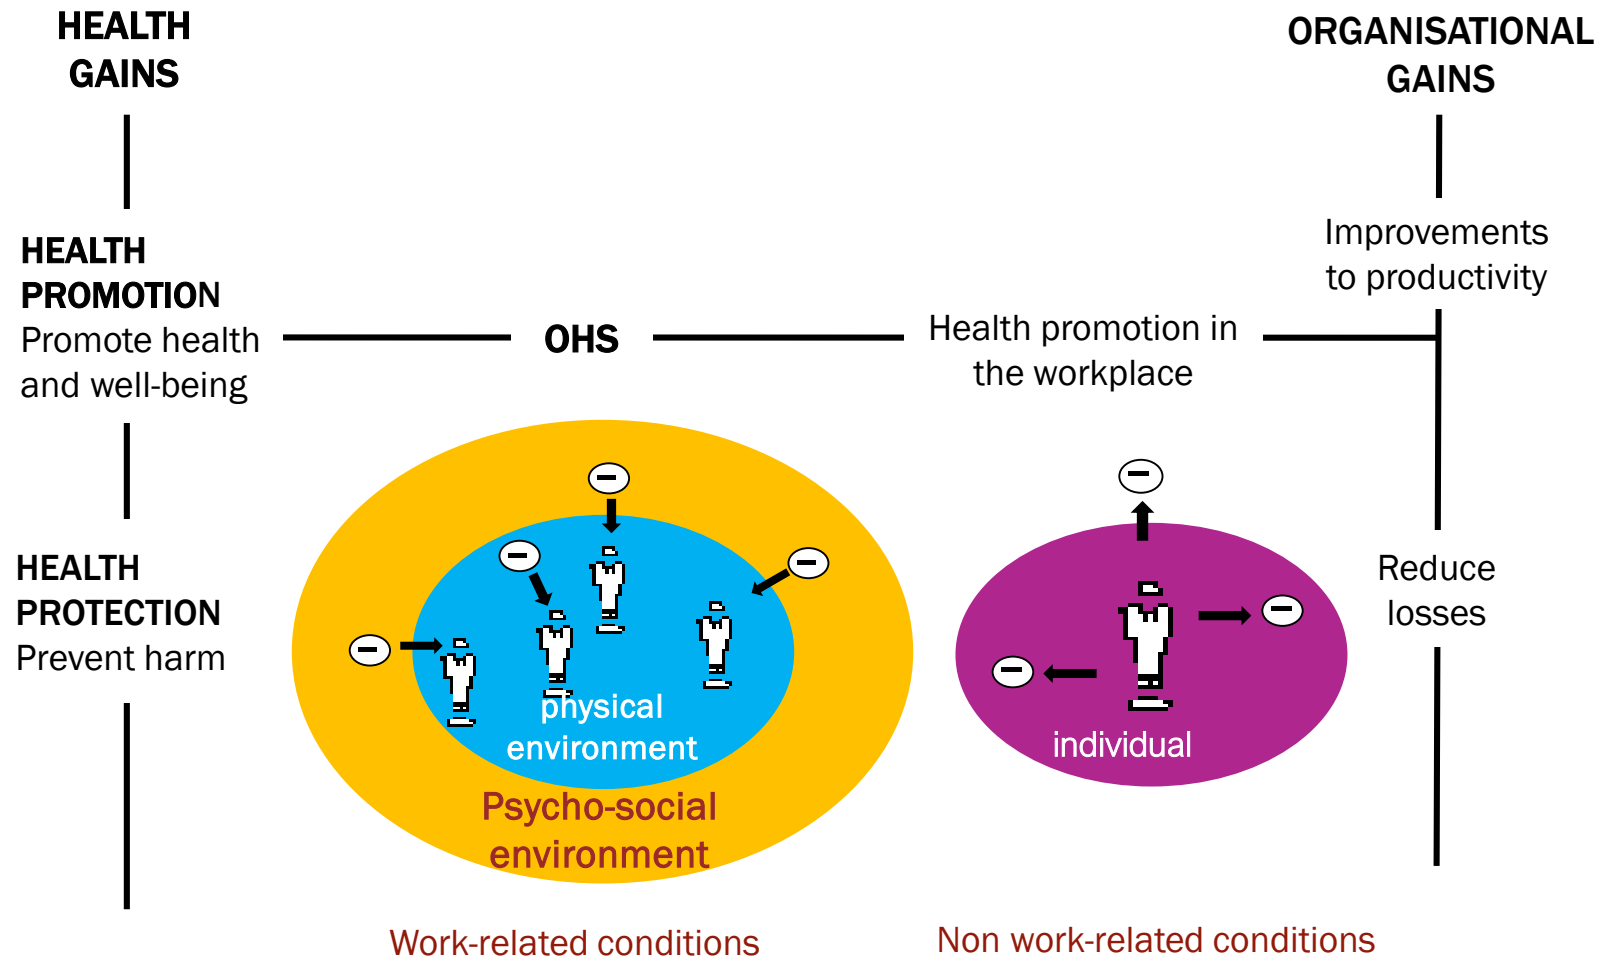 HEALTH
GAINS
ORGANISATIONAL
GAINS
HEALTH
PROMOTION
Promote health
and well-being
OHS
Health promotion in
the workplace
Improvements
to productivity
HEALTH
PROTECTION
Prevent harm
physical
environment
Psycho-social
environment
individual
Reduce
losses
Work-related conditions
Non work-related conditions